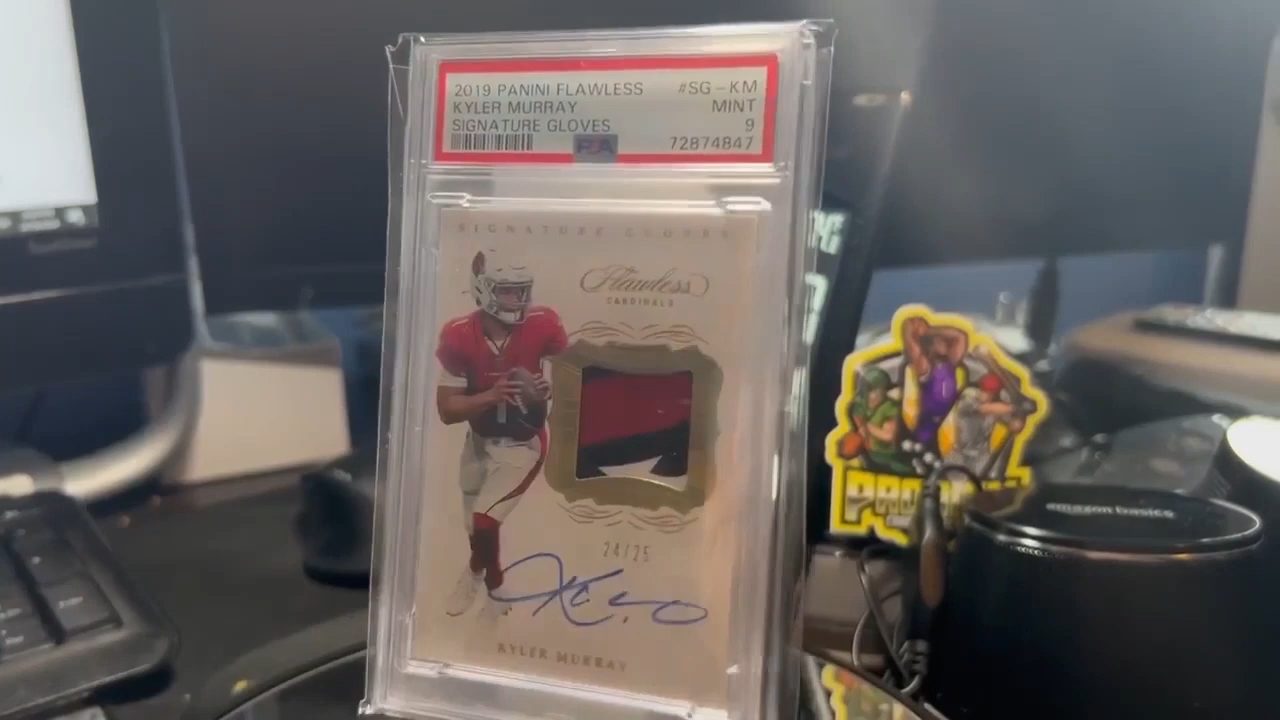 2019 PANINI FLAWLESS #SG-KM
KYLER MURRAY MINT
SIGNATURE GLOVES 9
PSA 72874847
SIGNATURE GLOVES
Flawless
CARDINALS
24/25
KYLER MURRAY
amazon basics